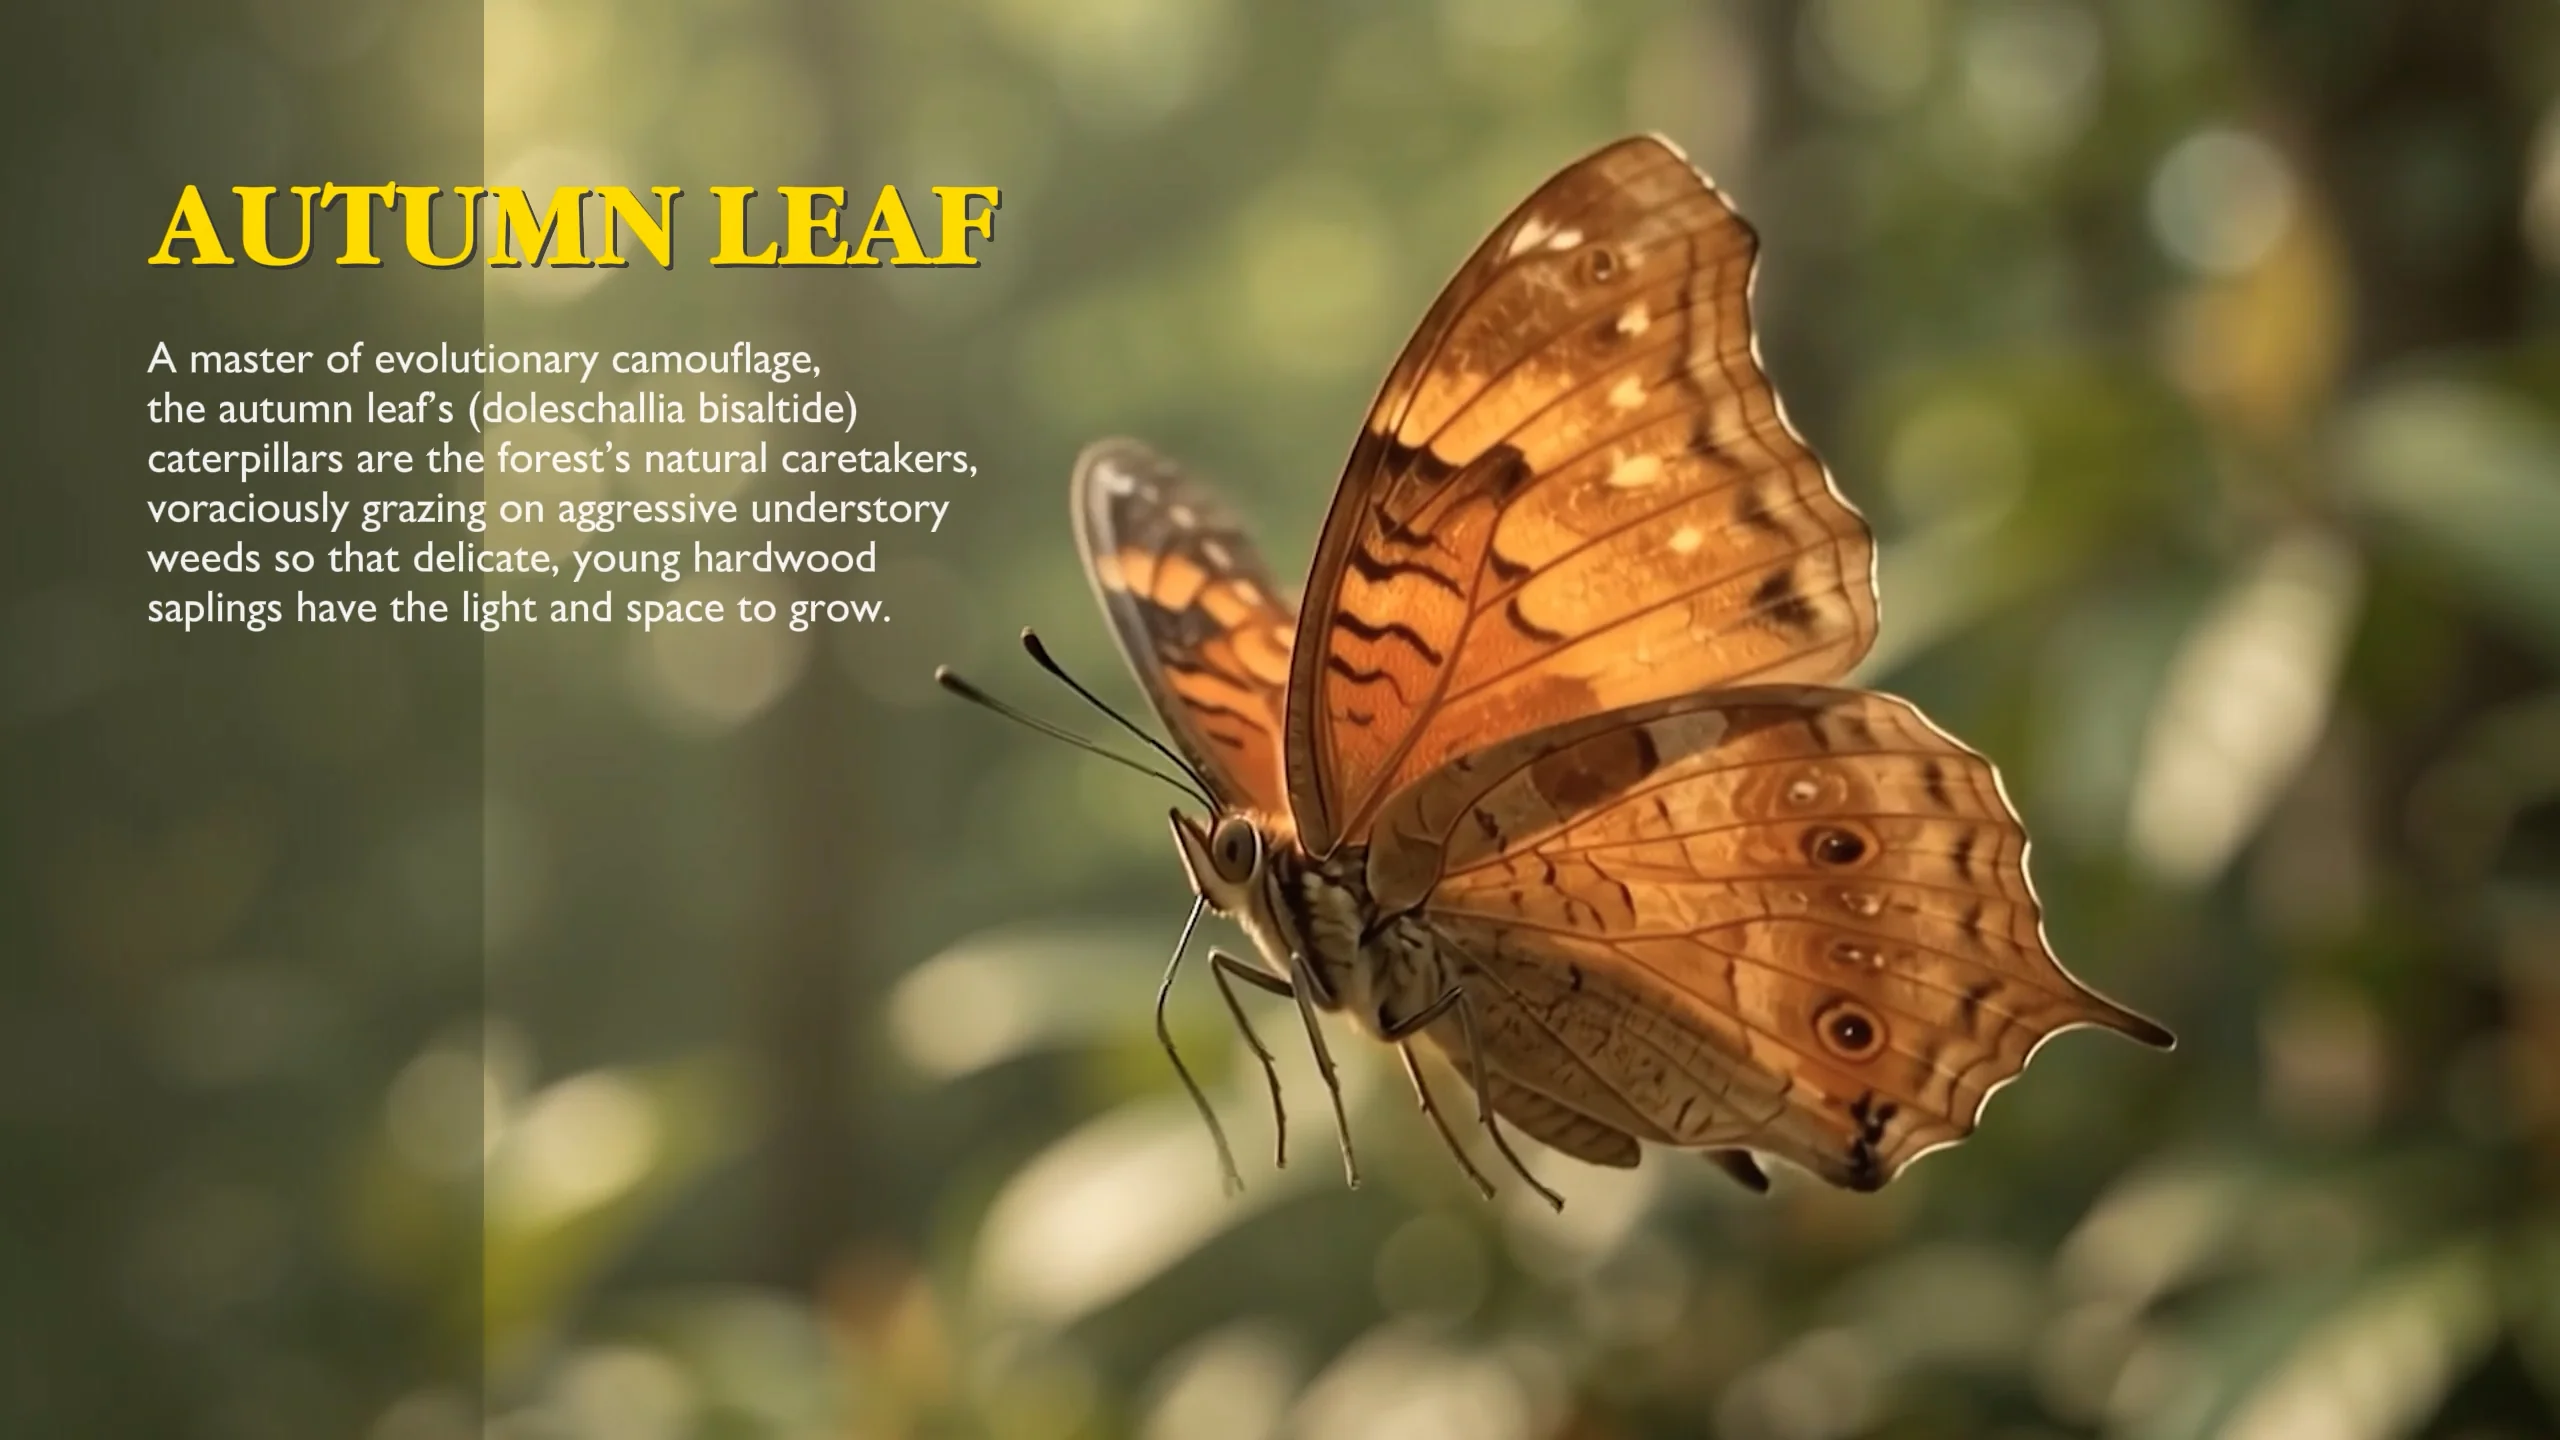 AUTUMN LEAF
A master of evolutionary camouflage,
the autumn leaf’s (doleschallia bisaltide)
caterpillars are the forest’s natural caretakers,
voraciously grazing on aggressive understory
weeds so that delicate, young hardwood
saplings have the light and space to grow.